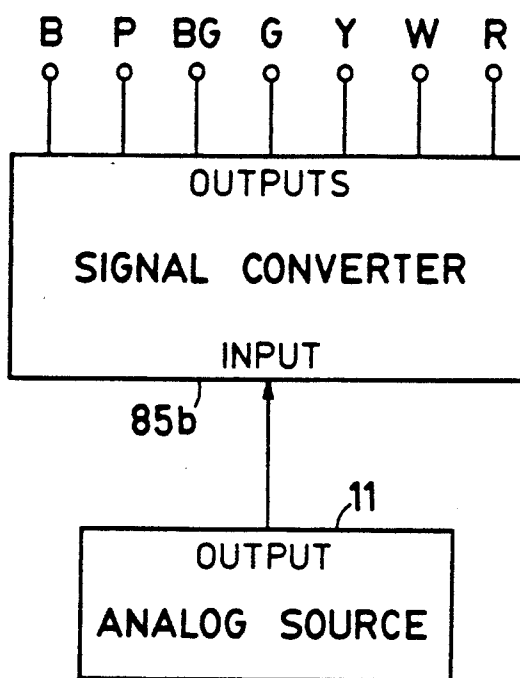 B P BG G Y W R
OUTPUTS
SIGNAL CONVERTER
INPUT
85b
11
OUTPUT
ANALOG SOURCE